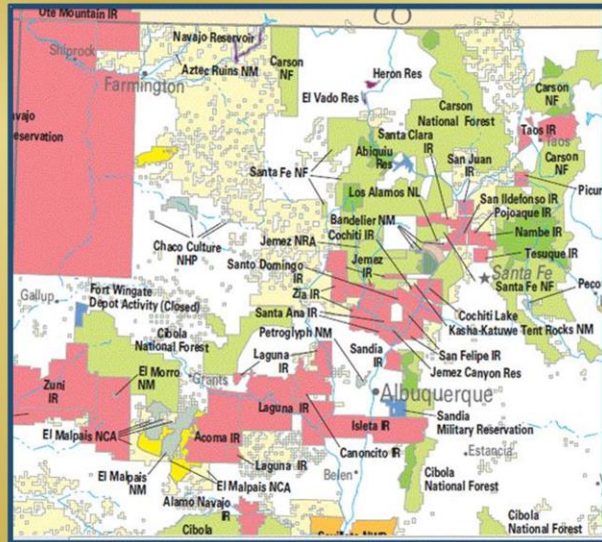 CO
Ute Mountain IR
Shiprock
Navajo Reservoir
Aztec Ruins NM
Farmington
Carson
NF
Heron Res
El Vado Res
Carson
National Forest
Carson
NF
Taos IR
Taos
Carson
NF
Santa Clara
IR
Abiquiu
Res
San Juan
IR
Santa Fe NF
Los Alamos NL
San Ildefonso IR
Pojoaque IR
Nambe IR
Tesuque IR
Bandelier NM
Cochiti IR
Chaco Culture
NHP
Jemez NRA
Jemez
IR
Santo Domingo
IR
Santa Fe
Santa Fe NF
Zia IR
Gallup
Fort Wingate
Depot Activity (Closed)
Cibola
National Forest
Santa Ana IR
Petroglyph NM
Cochiti Lake
Kasha-Katuwe Tent Rocks NM
Laguna
IR
Sandia
IR
San Felipe IR
Jemez Canyon Res
Grants
El Morro
NM
Zuni
IR
Albuquerque
Laguna IR
Sandia
Military Reservation
Isleta IR
El Malpais NCA
Acoma IR
Canoncito IR
Estancia
El Malpais
NM
Laguna IR
Belen
El Malpais NCA
Cibola
National Forest
Alamo Navajo
IR
Cibola
Cibola
National Forest